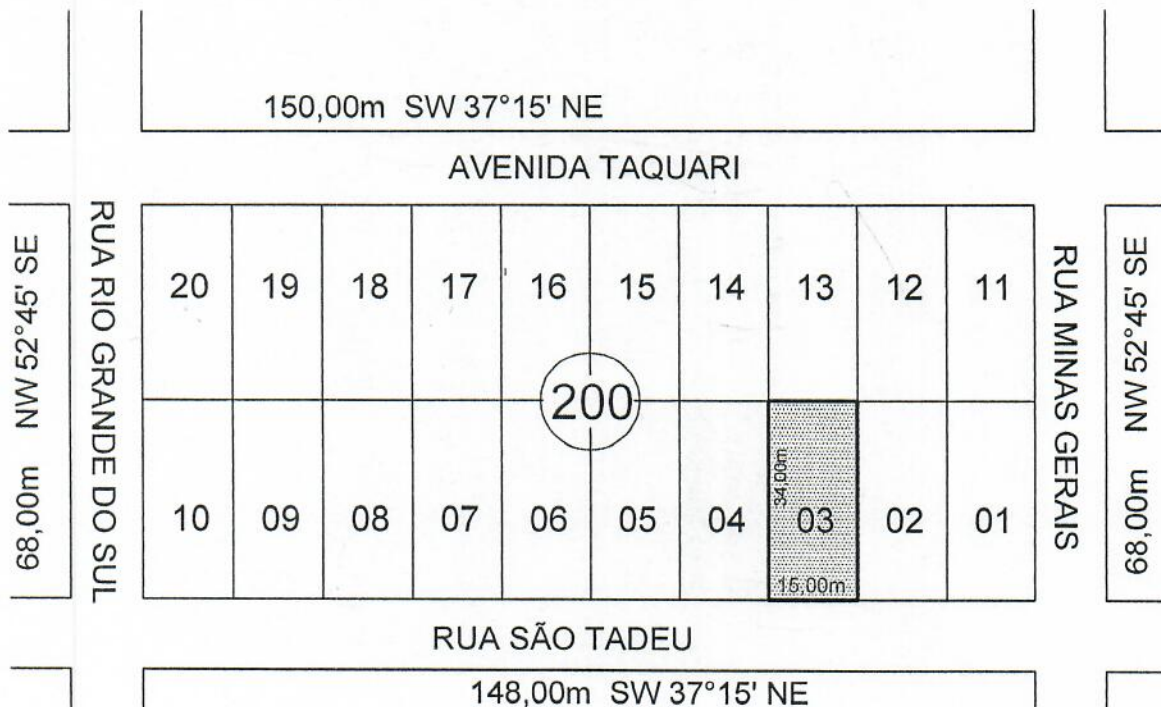 150,00m SW 37°15' NE
AVENIDA TAQUARI
68,00m NW 52°45' SE
RUA RIO GRANDE DO SUL
20 19 18 17 16 15 14 13 12 11
200
10 09 08 07 06 05 04 03 02 01
34,00m
15,00m
RUA MINAS GERAIS
68,00m NW 52°45' SE
RUA SÃO TADEU
148,00m SW 37°15' NE